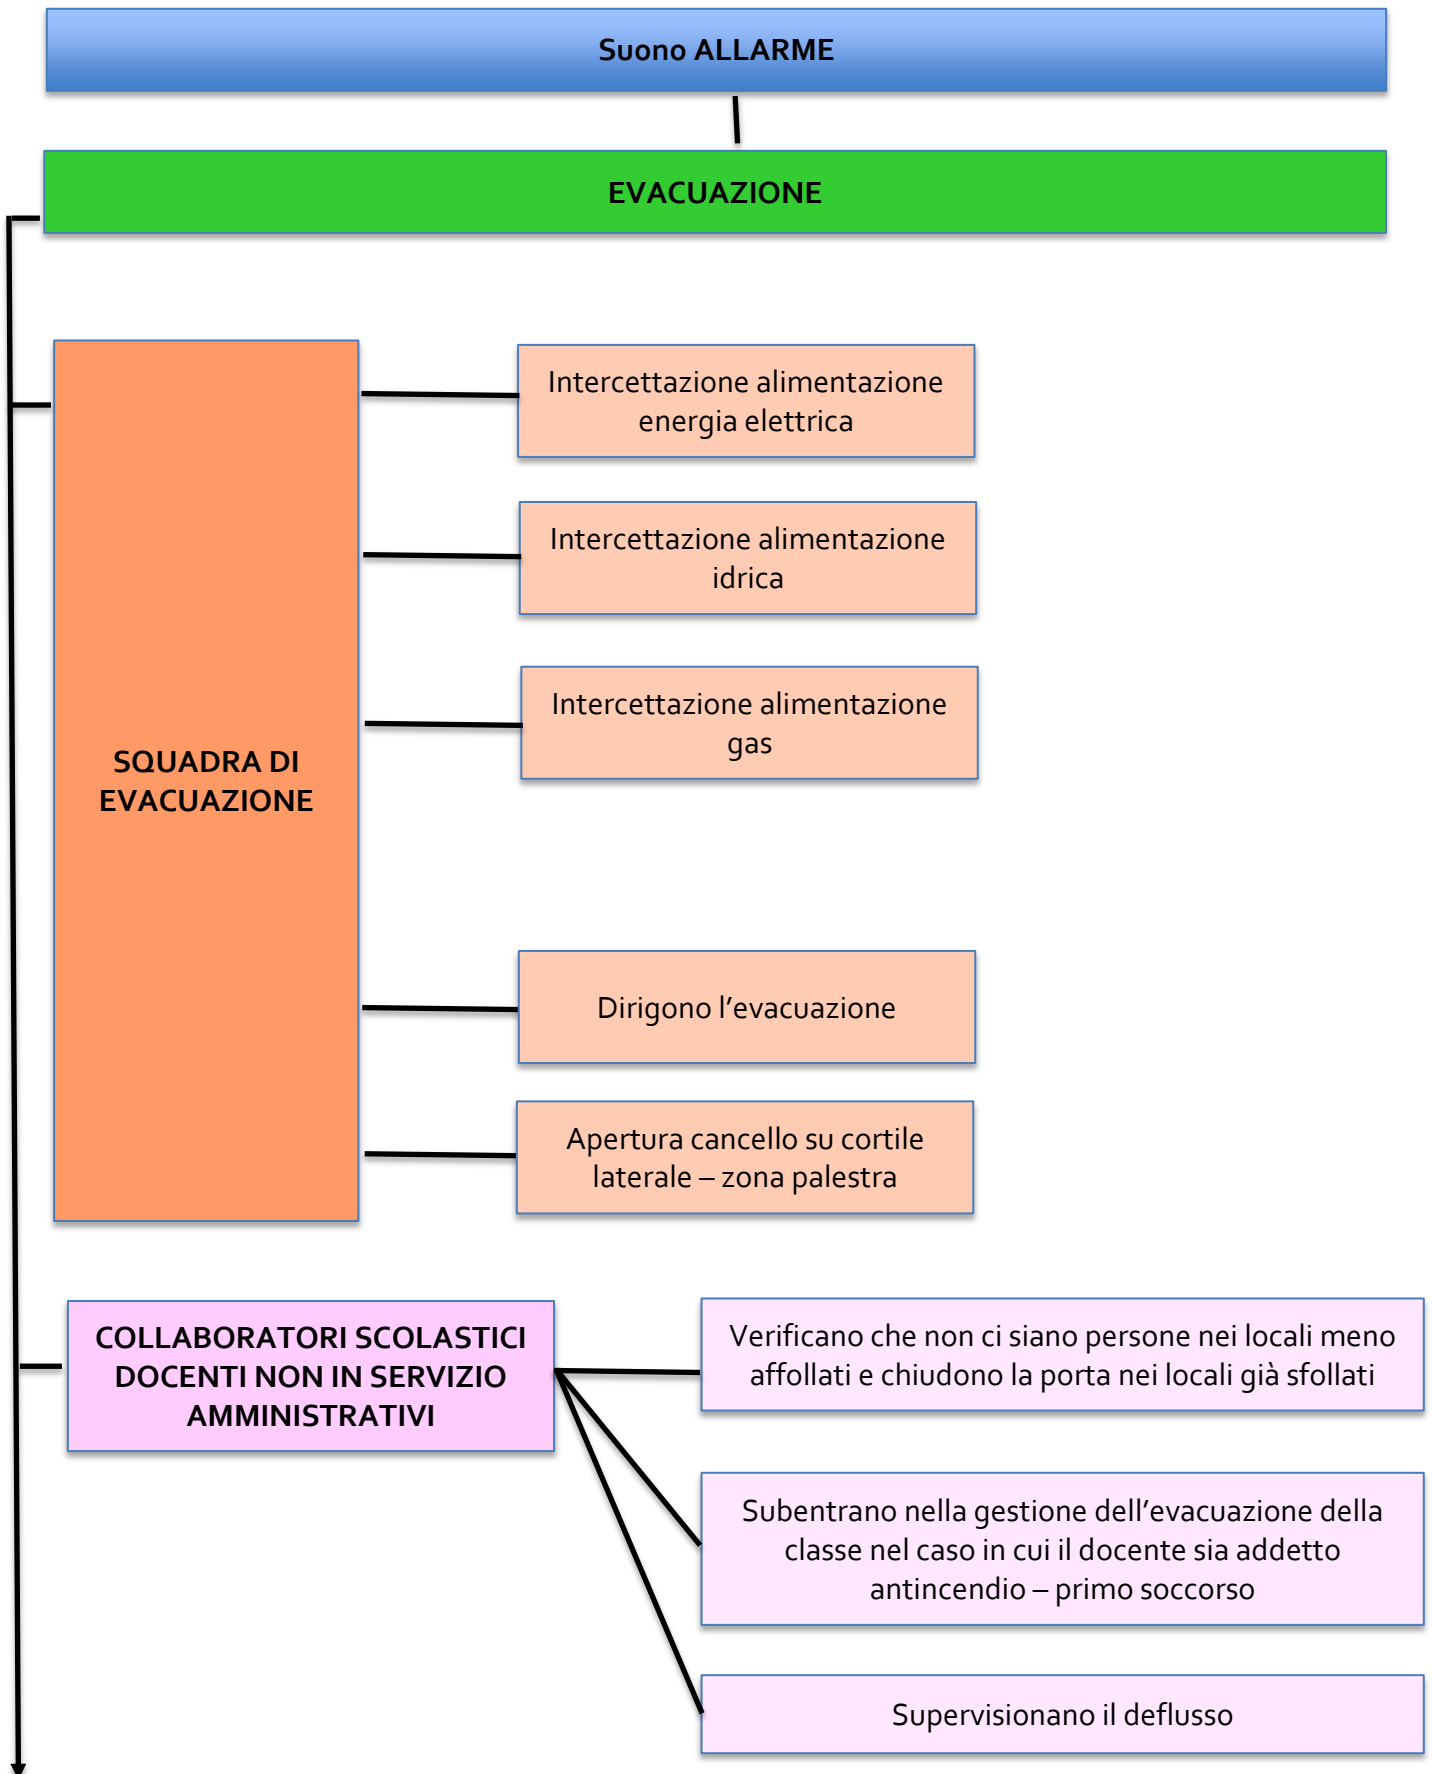 Suono ALLARME
EVACUAZIONE
Intercettazione alimentazione
energia elettrica
Intercettazione alimentazione
idrica
Intercettazione alimentazione
gas
SQUADRA DI
EVACUAZIONE
Dirigono l’evacuazione
Apertura cancello su cortile
laterale – zona palestra
COLLABORATORI SCOLASTICI
DOCENTI NON IN SERVIZIO
AMMINISTRATIVI
Verificano che non ci siano persone nei locali meno
affollati e chiudono la porta nei locali già sfollati
Subentrano nella gestione dell’evacuazione della
classe nel caso in cui il docente sia addetto
antincendio – primo soccorso
Supervisionano il deflusso